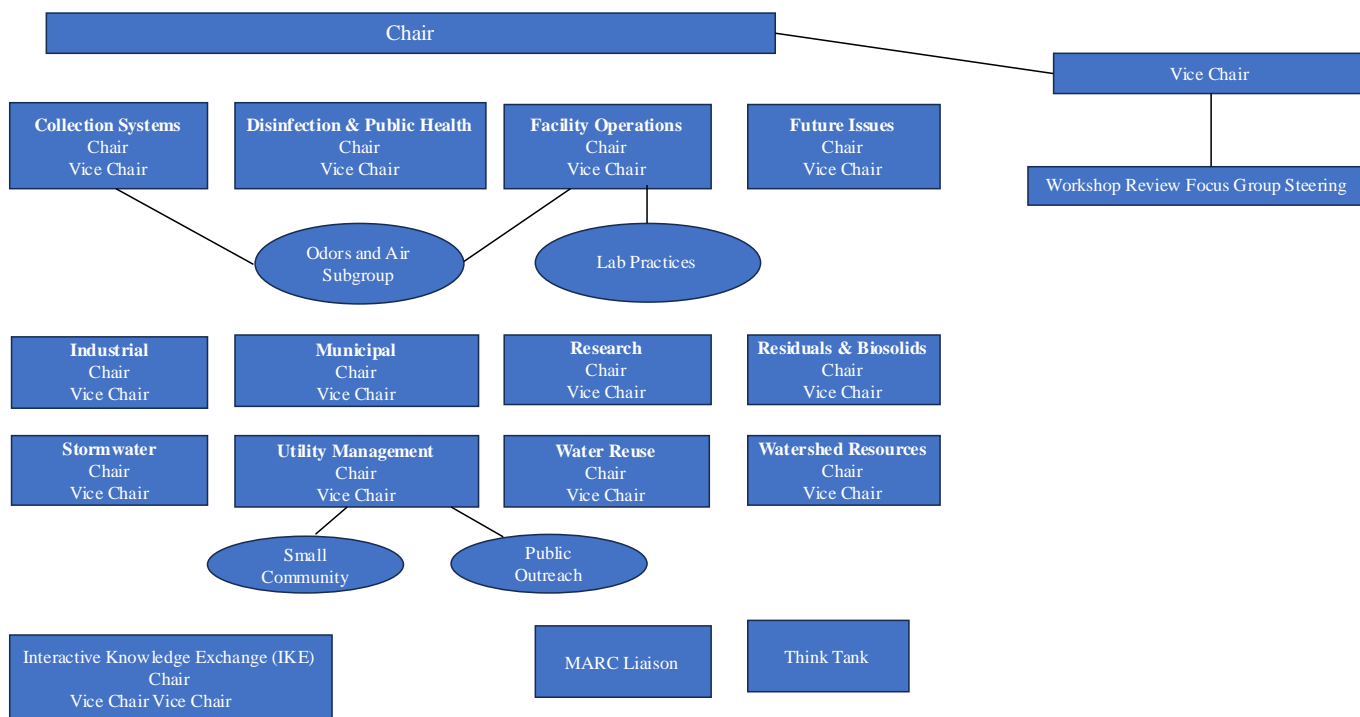 Chair
Vice Chair
Collection Systems
Chair
Vice Chair
Disinfection & Public Health
Chair
Vice Chair
Facility Operations
Chair
Vice Chair
Future Issues
Chair
Vice Chair
Workshop Review Focus Group Steering
Odors and Air
Subgroup
Lab Practices
Industrial
Chair
Vice Chair
Municipal
Chair
Vice Chair
Research
Chair
Vice Chair
Residuals & Biosolids
Chair
Vice Chair
Stormwater
Chair
Vice Chair
Utility Management
Chair
Vice Chair
Water Reuse
Chair
Vice Chair
Watershed Resources
Chair
Vice Chair
Small
Community
Public
Outreach
Interactive Knowledge Exchange (IKE)
Chair
Vice Chair Vice Chair
MARC Liaison
Think Tank